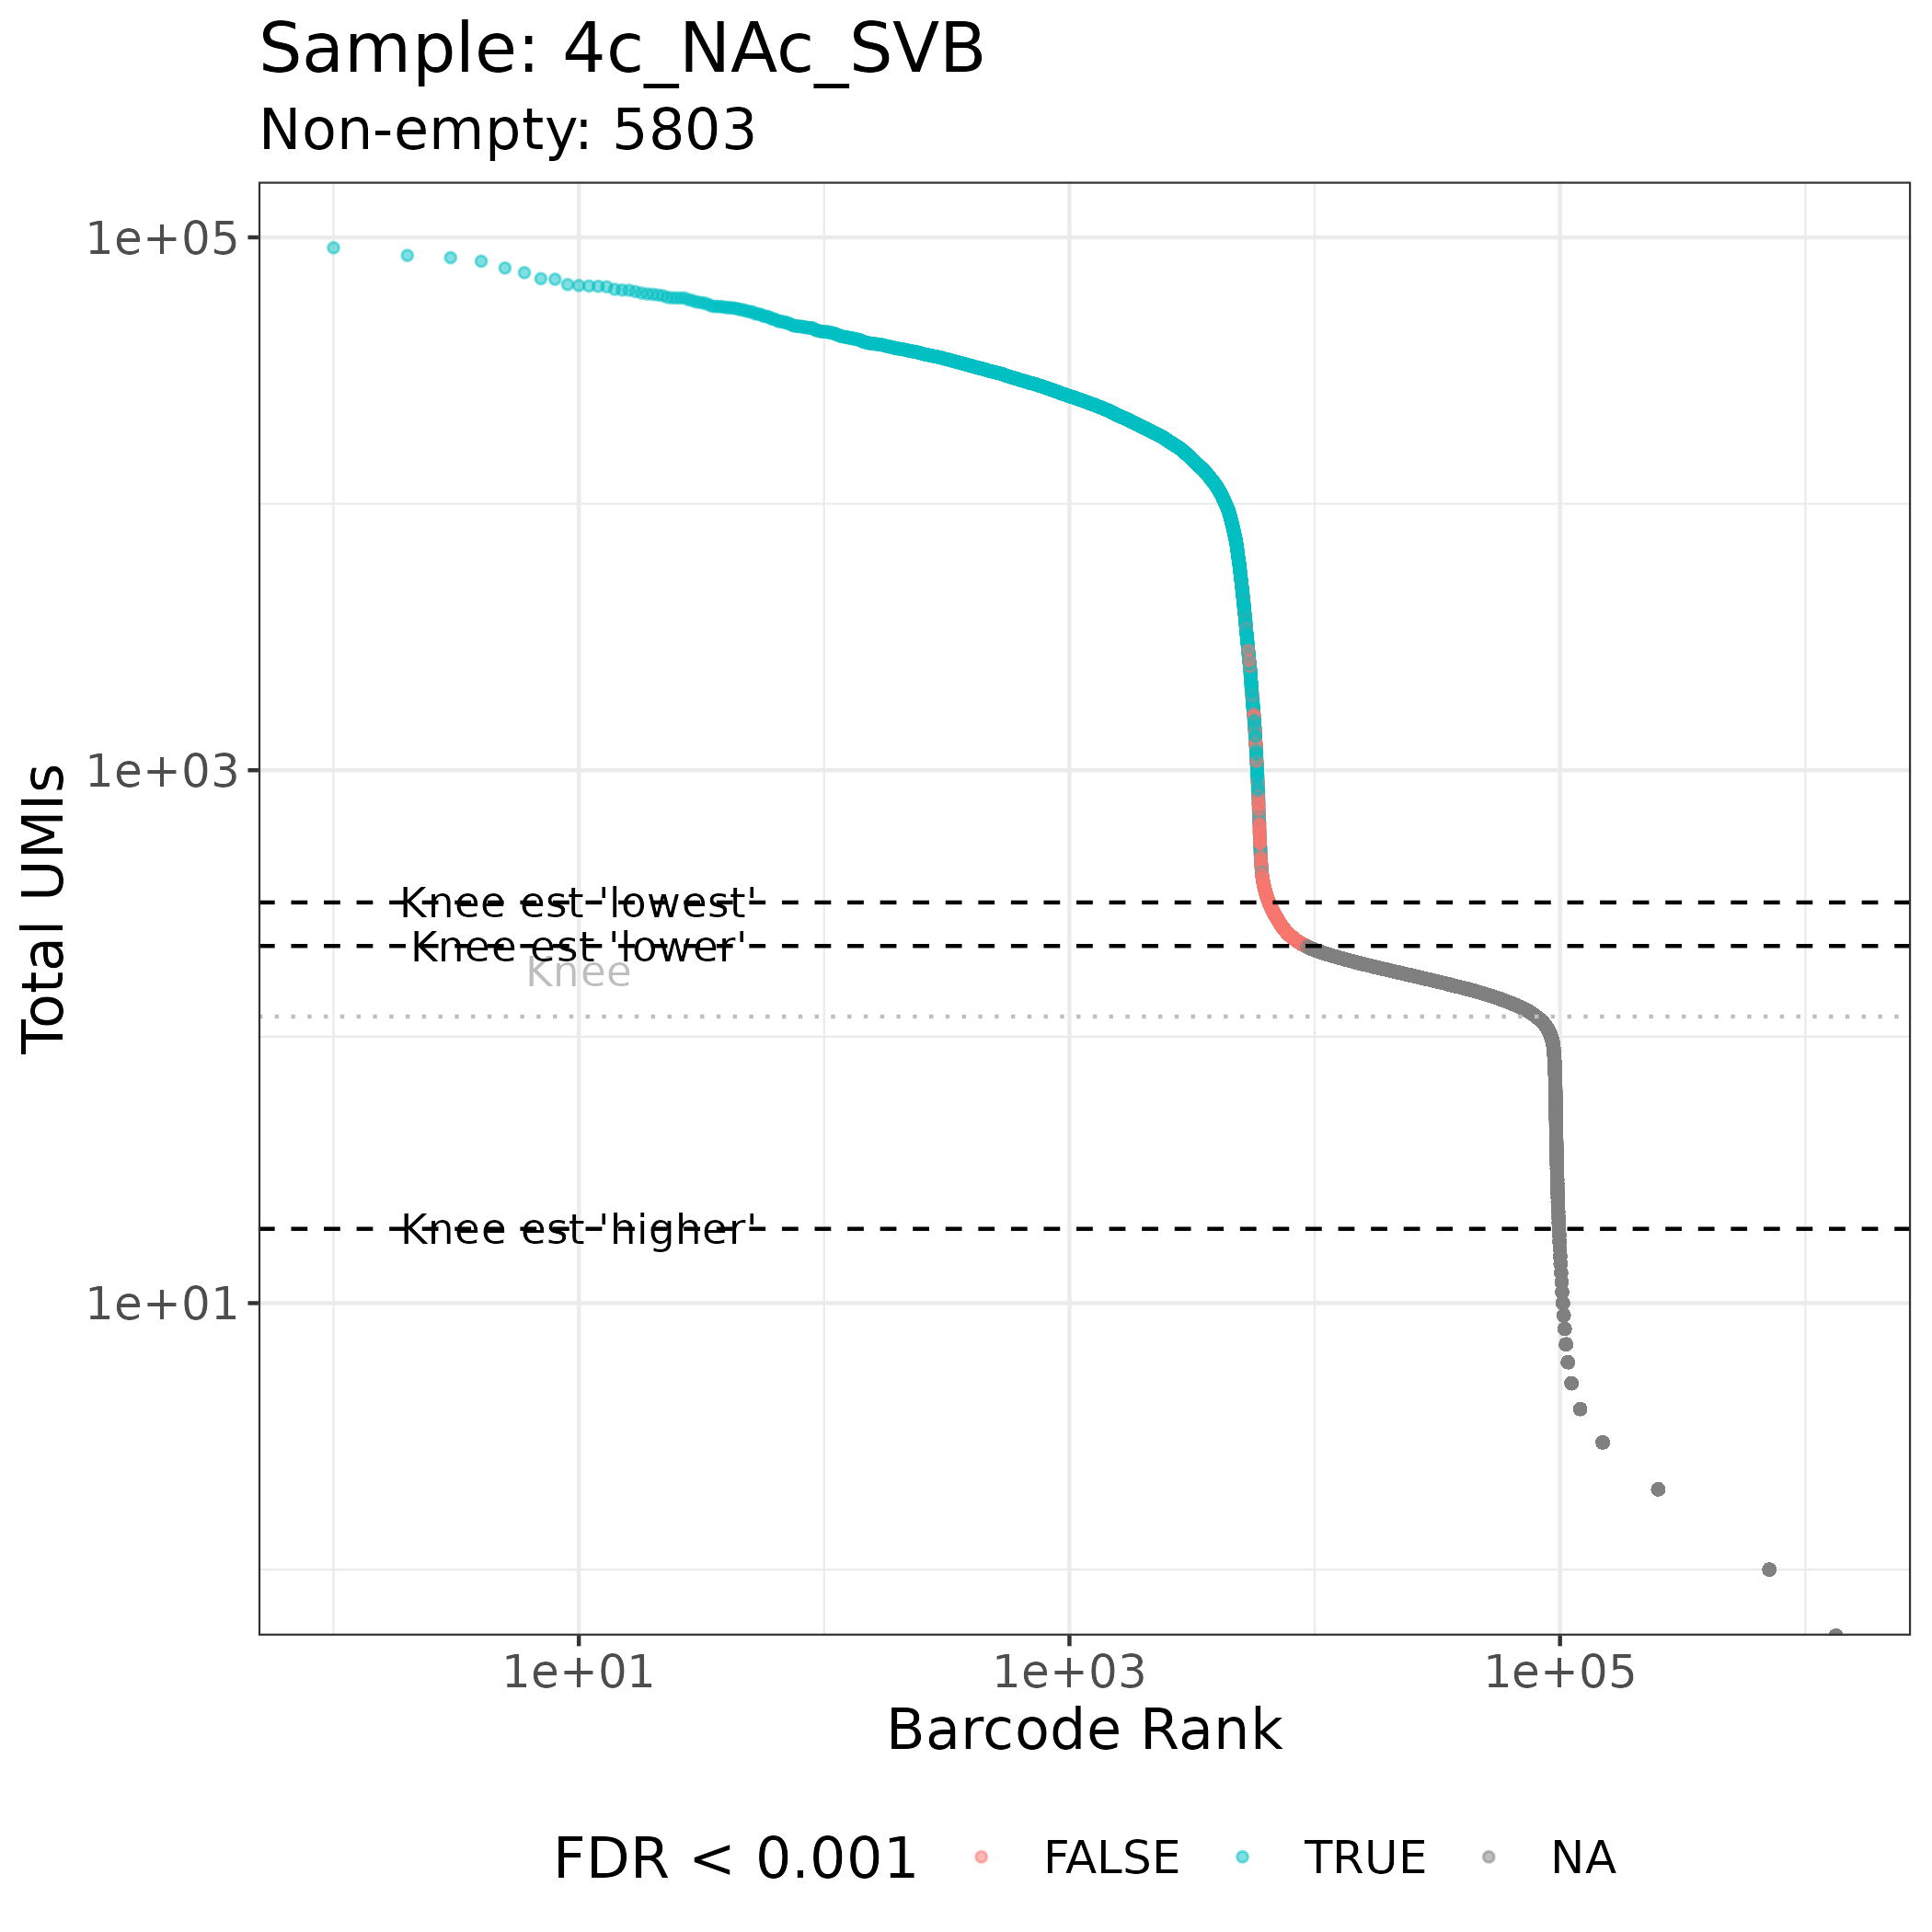 Sample: 4c_NAc_SVB
Non-empty: 5803
1e+05
1e+03
1e+01
Total UMIs
Knee est 'lowest'
Knee est 'lower'
Knee
Knee est 'higher'
1e+01 1e+03 1e+05
Barcode Rank
FDR < 0.001 FALSE TRUE NA